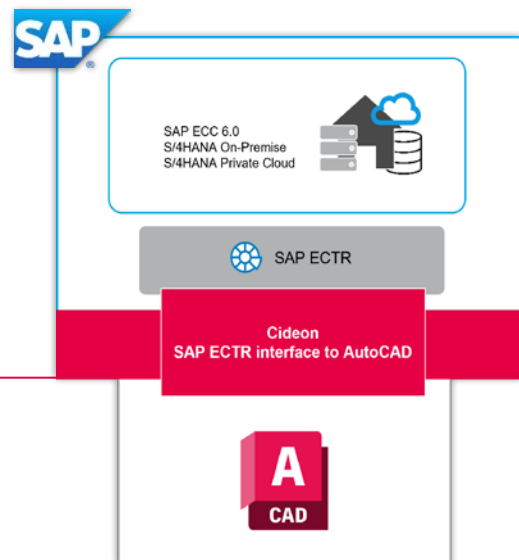 SAP
®
SAP ECC 6.0
S/4HANA On-Premise
S/4HANA Private Cloud
SAP ECTR
Cideon
SAP ECTR interface to AutoCAD
A
CAD